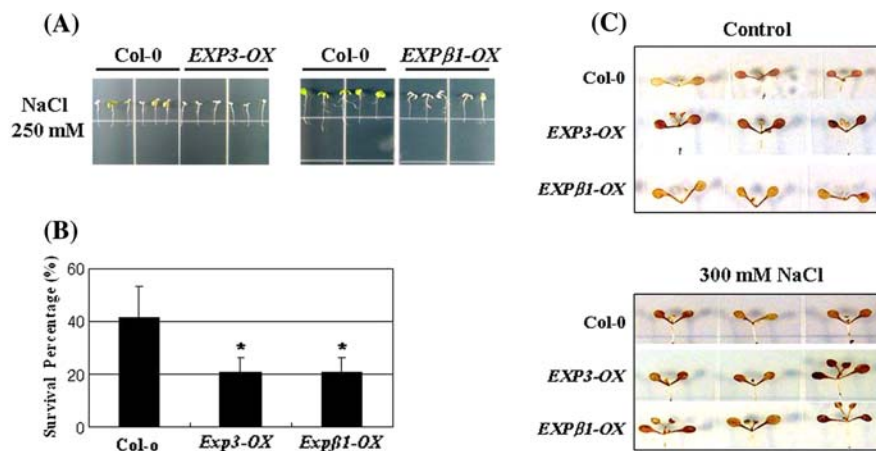 (A)
Col-0 EXP3-OX Col-0 EXPβ1-OX
NaCl
250 mM
(B)
Survival Percentage (%)
60
40
20
0
* *
Col-o Exp3-OX Expβ1-OX
(C)
Control
Col-0
EXP3-OX
EXPβ1-OX
300 mM NaCl
Col-0
EXP3-OX
EXPβ1-OX